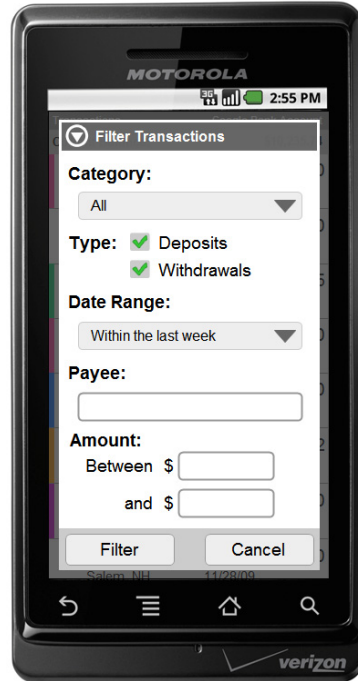 MOTOROLA
3G 2:55 PM
Filter Transactions
Category:
All
Type: Deposits
Withdrawals
Date Range:
Within the last week
Payee:
Amount:
Between $
and $
Filter Cancel
Salem, NH 11/28/09
verizon